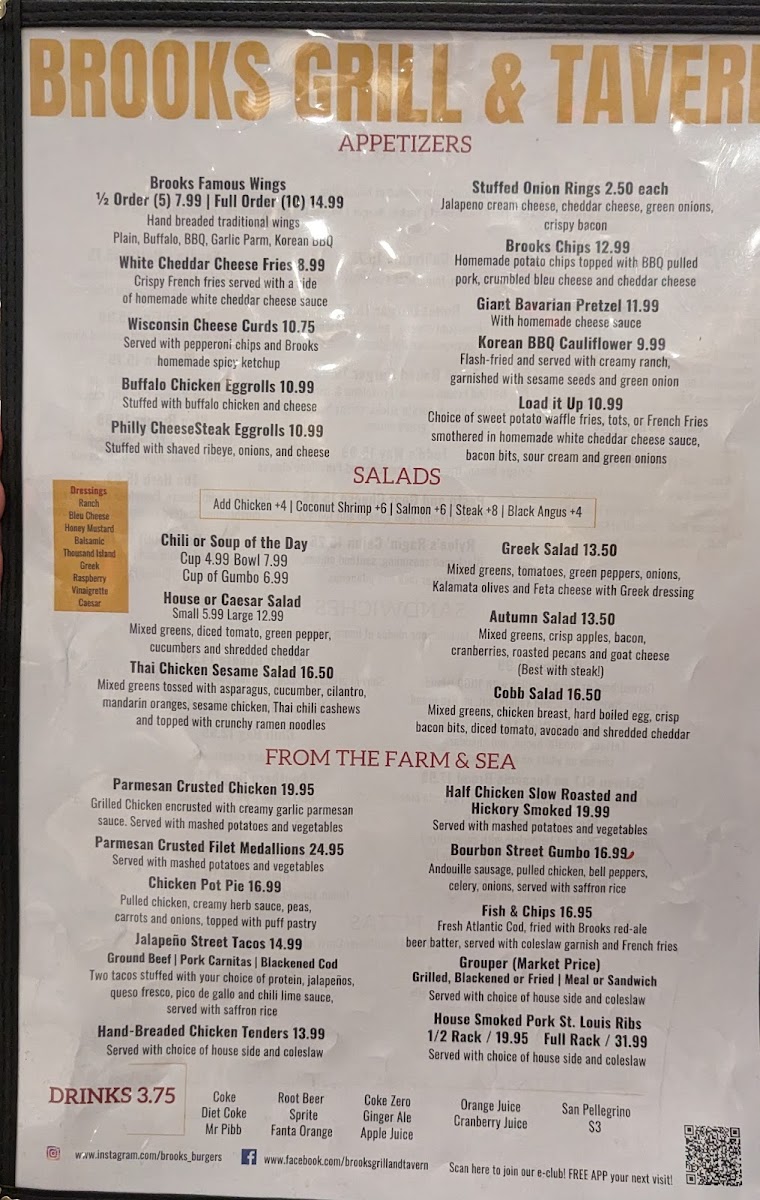 BROOKS GRILL & TAVER
APPETIZERS
Brooks Famous Wings
½ Order (5) 7.99 | Full Order (10) 14.99
Hand breaded traditional wings
Plain, Buffalo, BBQ, Garlic Parm, Korean BBQ
White Cheddar Cheese Fries 8.99
Crispy French fries served with a side
of homemade white cheddar cheese sauce
Wisconsin Cheese Curds 10.75
Served with pepperoni chips and Brooks
homemade spicy ketchup
Buffalo Chicken Eggrolls 10.99
Stuffed with buffalo chicken and cheese
Philly CheeseSteak Eggrolls 10.99
Stuffed with shaved ribeye, onions, and cheese
Stuffed Onion Rings 2.50 each
Jalapeno cream cheese, cheddar cheese, green onions,
crispy bacon
Brooks Chips 12.99
Homemade potato chips topped with BBQ pulled
pork, crumbled bleu cheese and cheddar cheese
Giant Bavarian Pretzel 11.99
With homemade cheese sauce
Korean BBQ Cauliflower 9.99
Flash-fried and served with creamy ranch,
garnished with sesame seeds and green onion
Load it Up 10.99
Choice of sweet potato waffle fries, tots, or French Fries
smothered in homemade white cheddar cheese sauce,
bacon bits, sour cream and green onions
SALADS
Add Chicken +4 | Coconut Shrimp +6 | Salmon +6 | Steak +8 | Black Angus +4
Dressings
Ranch
Bleu Cheese
Honey Mustard
Balsamic
Thousand Island
Greek
Raspberry
Vinaigrette
Caesar
Chili or Soup of the Day
Cup 4.99 Bowl 7.99
Cup of Gumbo 6.99
House or Caesar Salad
Small 5.99 Large 12.99
Mixed greens, diced tomato, green pepper,
cucumbers and shredded cheddar
Thai Chicken Sesame Salad 16.50
Mixed greens tossed with asparagus, cucumber, cilantro,
mandarin oranges, sesame chicken, Thai chili cashews
and topped with crunchy ramen noodles
Greek Salad 13.50
Mixed greens, tomatoes, green peppers, onions,
Kalamata olives and Feta cheese with Greek dressing
Autumn Salad 13.50
Mixed greens, crisp apples, bacon,
cranberries, roasted pecans and goat cheese
(Best with steak!)
Cobb Salad 16.50
Mixed greens, chicken breast, hard boiled egg, crisp
bacon bits, diced tomato, avocado and shredded cheddar
FROM THE FARM & SEA
Parmesan Crusted Chicken 19.95
Grilled Chicken encrusted with creamy garlic parmesan
sauce. Served with mashed potatoes and vegetables
Parmesan Crusted Filet Medallions 24.95
Served with mashed potatoes and vegetables
Chicken Pot Pie 16.99
Pulled chicken, creamy herb sauce, peas,
carrots and onions, topped with puff pastry
Jalapeño Street Tacos 14.99
Ground Beef | Pork Carnitas | Blackened Cod
Two tacos stuffed with your choice of protein, jalapeños,
queso fresco, pico de gallo and chili lime sauce,
served with saffron rice
Hand-Breaded Chicken Tenders 13.99
Served with choice of house side and coleslaw
Half Chicken Slow Roasted and
Hickory Smoked 19.99
Served with mashed potatoes and vegetables
Bourbon Street Gumbo 16.99
Andouille sausage, pulled chicken, bell peppers,
celery, onions, served with saffron rice
Fish & Chips 16.95
Fresh Atlantic Cod, fried with Brooks red-ale
beer batter, served with coleslaw garnish and French fries
Grouper (Market Price)
Grilled, Blackened or Fried | Meal or Sandwich
Served with choice of house side and coleslaw
House Smoked Pork St. Louis Ribs
1/2 Rack / 19.95 Full Rack / 31.99
Served with choice of house side and coleslaw
DRINKS 3.75
Coke
Diet Coke
Mr Pibb
Root Beer
Sprite
Fanta Orange
Coke Zero
Ginger Ale
Apple Juice
Orange Juice
Cranberry Juice
San Pellegrino
$3
www.instagram.com/brooks_burgers
www.facebook.com/brooksgrillandtavern
Scan here to join our e-club! FREE APP your next visit!